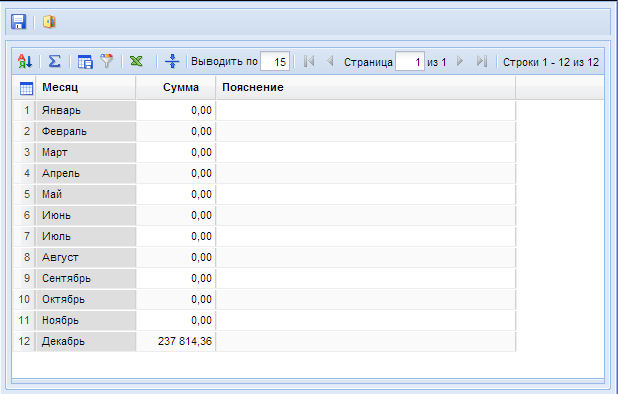 Выводить по 15 Страница 1 из 1 Строки 1 - 12 из 12
Месяц Сумма Пояснение
1 Январь 0,00
2 Февраль 0,00
3 Март 0,00
4 Апрель 0,00
5 Май 0,00
6 Июнь 0,00
7 Июль 0,00
8 Август 0,00
9 Сентябрь 0,00
10 Октябрь 0,00
11 Ноябрь 0,00
12 Декабрь 237 814,36